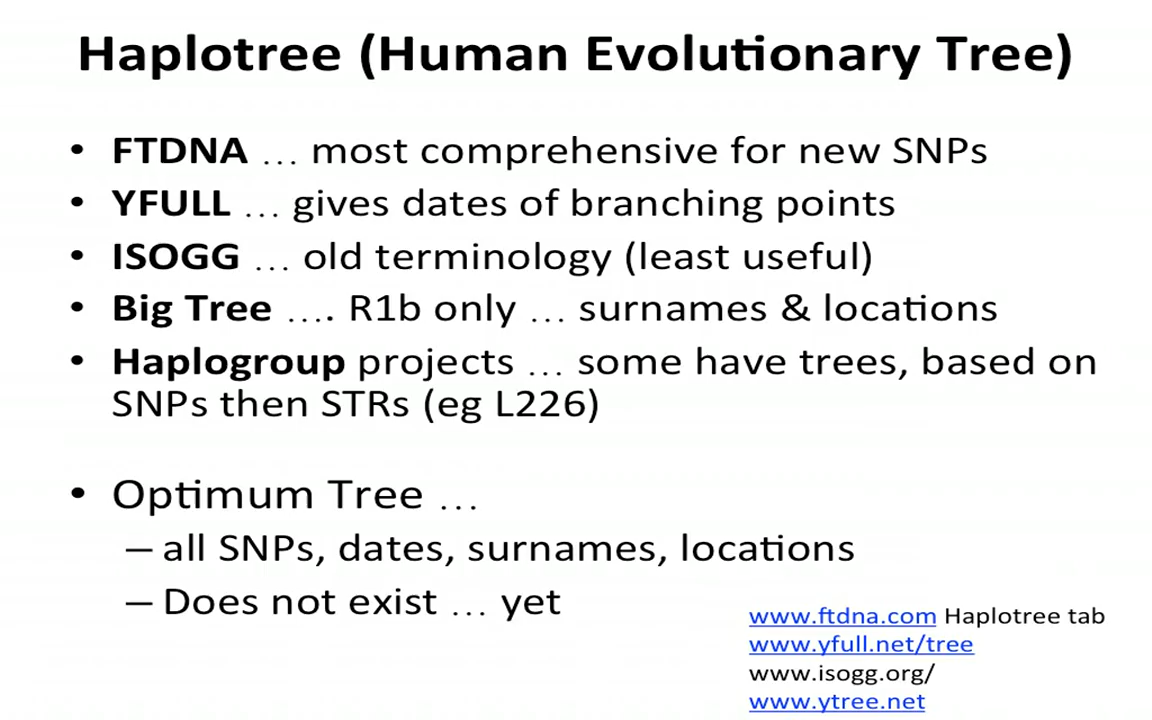 Haplotree (Human Evolutionary Tree)
• FTDNA … most comprehensive for new SNPs
• YFULL … gives dates of branching points
• ISOGG … old terminology (least useful)
• Big Tree …. R1b only … surnames & locations
• Haplogroup projects … some have trees, based on
SNPs then STRs (eg L226)
• Optimum Tree …
– all SNPs, dates, surnames, locations
– Does not exist … yet
www.ftdna.com Haplotree tab
www.yfull.net/tree
www.isogg.org/
www.ytree.net